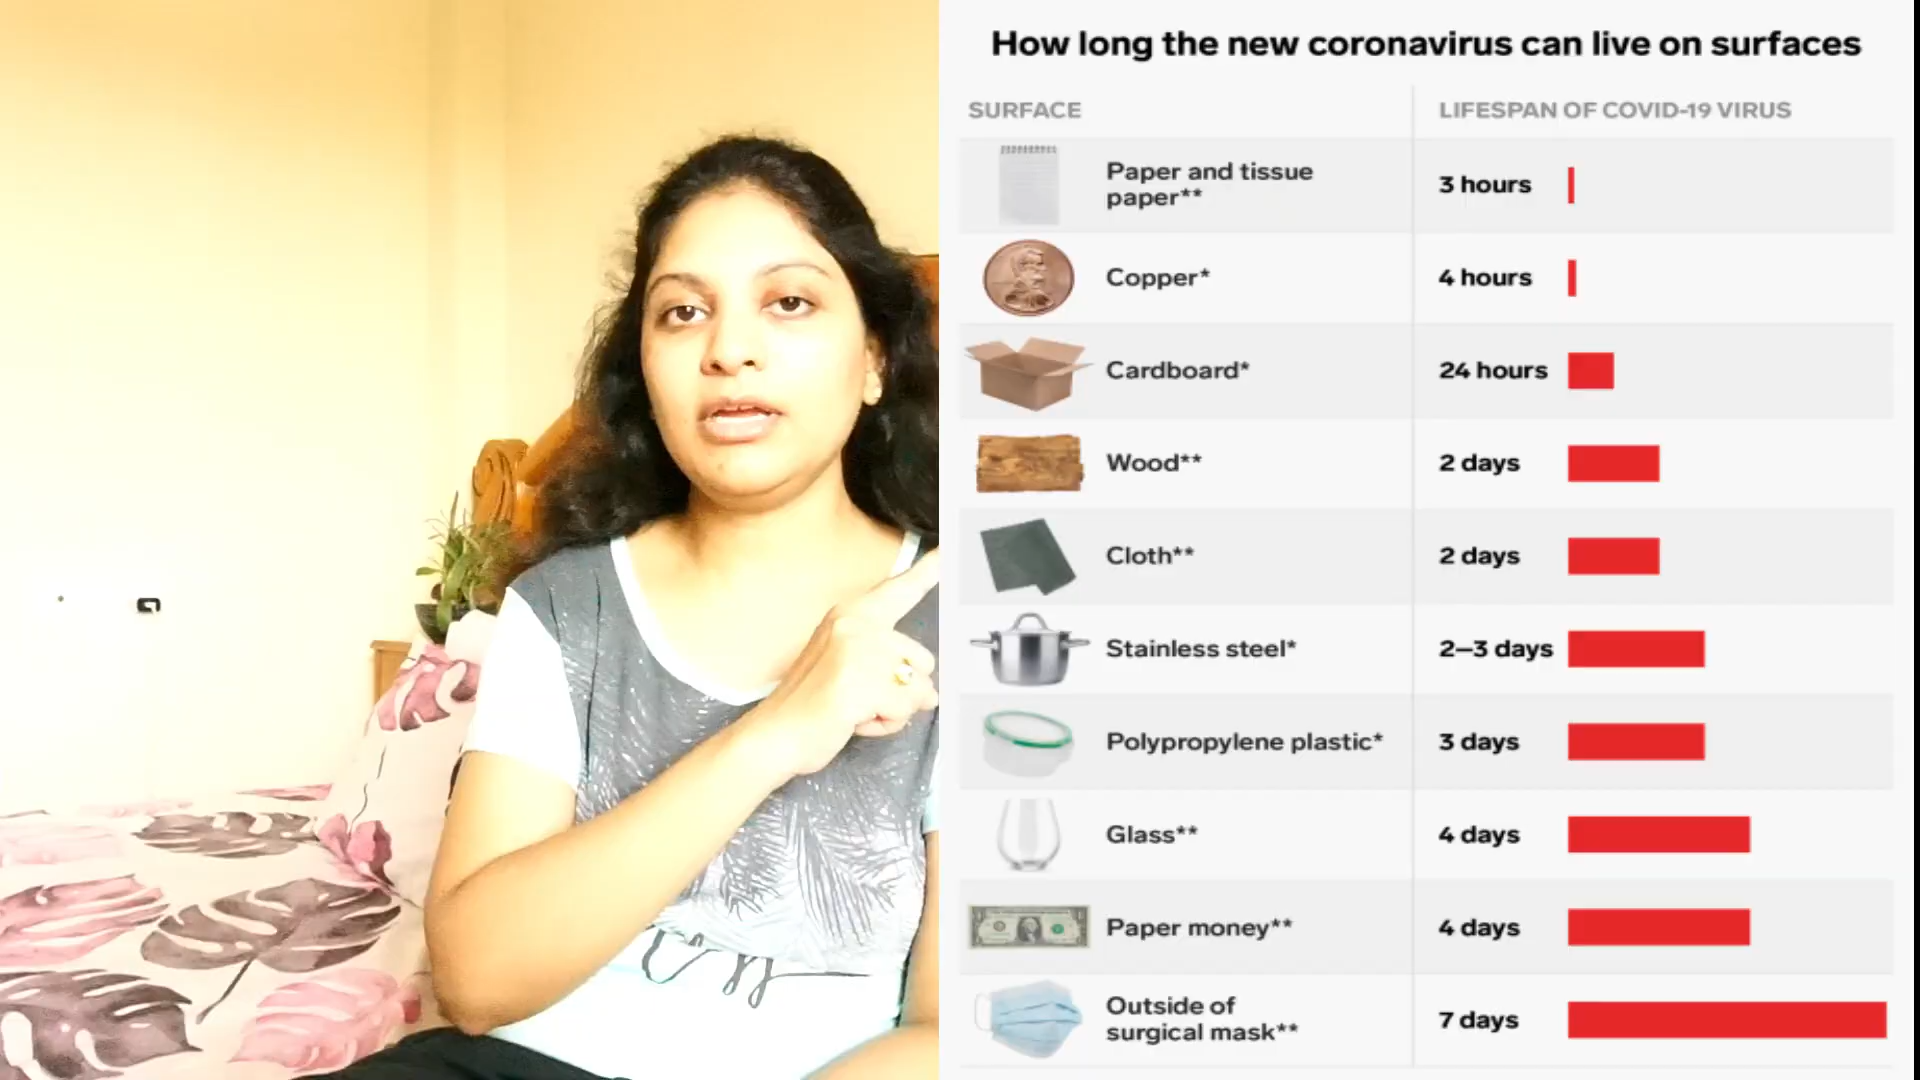 How long the new coronavirus can live on surfaces
SURFACE
LIFESPAN OF COVID-19 VIRUS
Paper and tissue
paper**
3 hours
Copper*
4 hours
Cardboard*
24 hours
Wood**
2 days
Cloth**
2 days
Stainless steel*
2–3 days
Polypropylene plastic*
3 days
Glass**
4 days
Paper money**
4 days
Outside of
surgical mask**
7 days